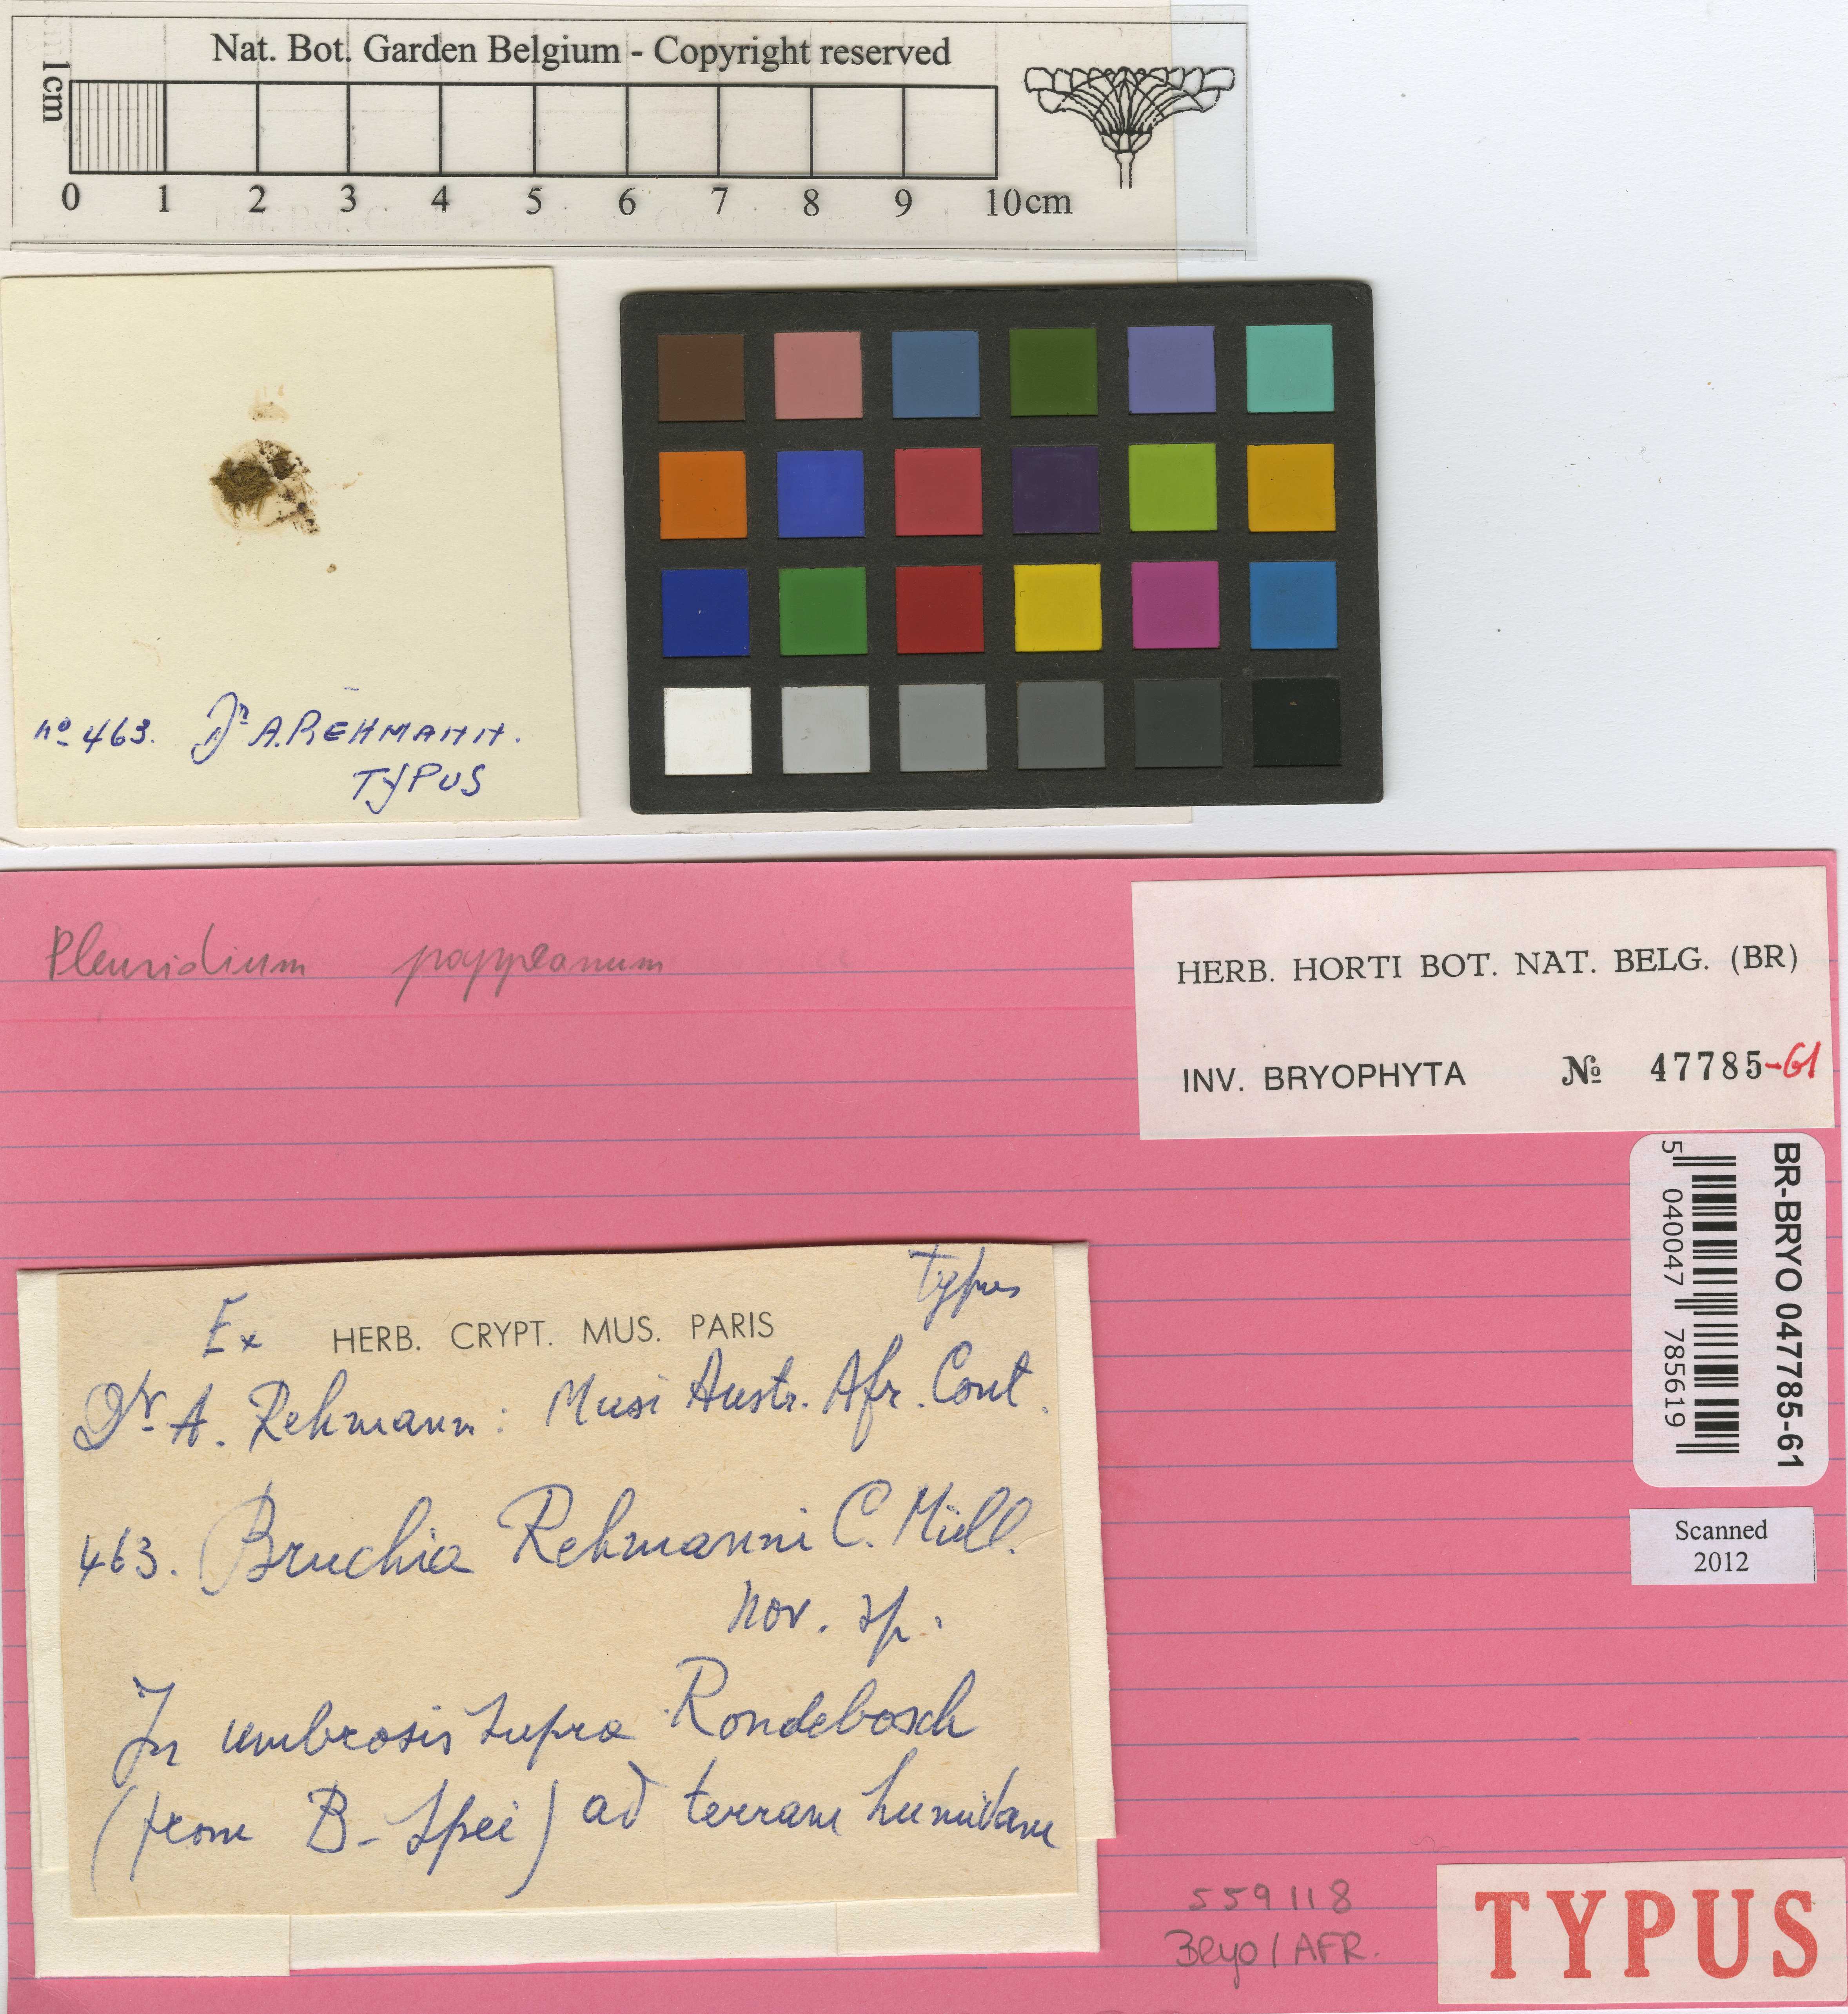 Nat. Bot. Garden Belgium - Copyright reserved
1cm
0 1 2 3 4 5 6 7 8 9 10cm
no 463. Dr A. REHMANN.
TYPUS
Pleuridium pappeanum
HERB. HORTI BOT. NAT. BELG. (BR)
INV. BRYOPHYTA № 47785-61
BR-BRYO 047785-61
5 040047 785619
Scanned
2012
typus
Ex HERB. CRYPT. MUS. PARIS
Dr A. Rehmann: Musi Austr. Afr. Cont.
463. Bruchia Rehmanni C. Müll.
nov. sp.
In umbrosis supra Rondebosch
(prom B. Spei) ad terram humidam
559118
Bryo / AFR.
TYPUS